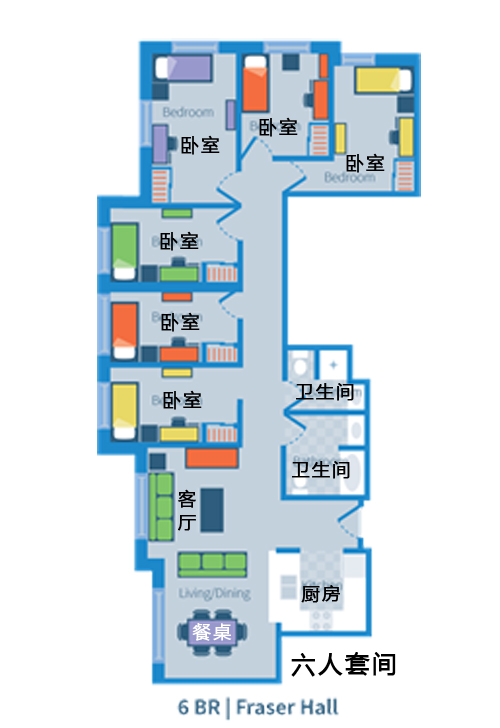 Bedroom
卧室
卧室
卧室
Bedroom
卧室
卧室
卧室
卫生间
卫生间
客
厅
Living/Dining
厨房
餐桌
六人套间
6 BR | Fraser Hall